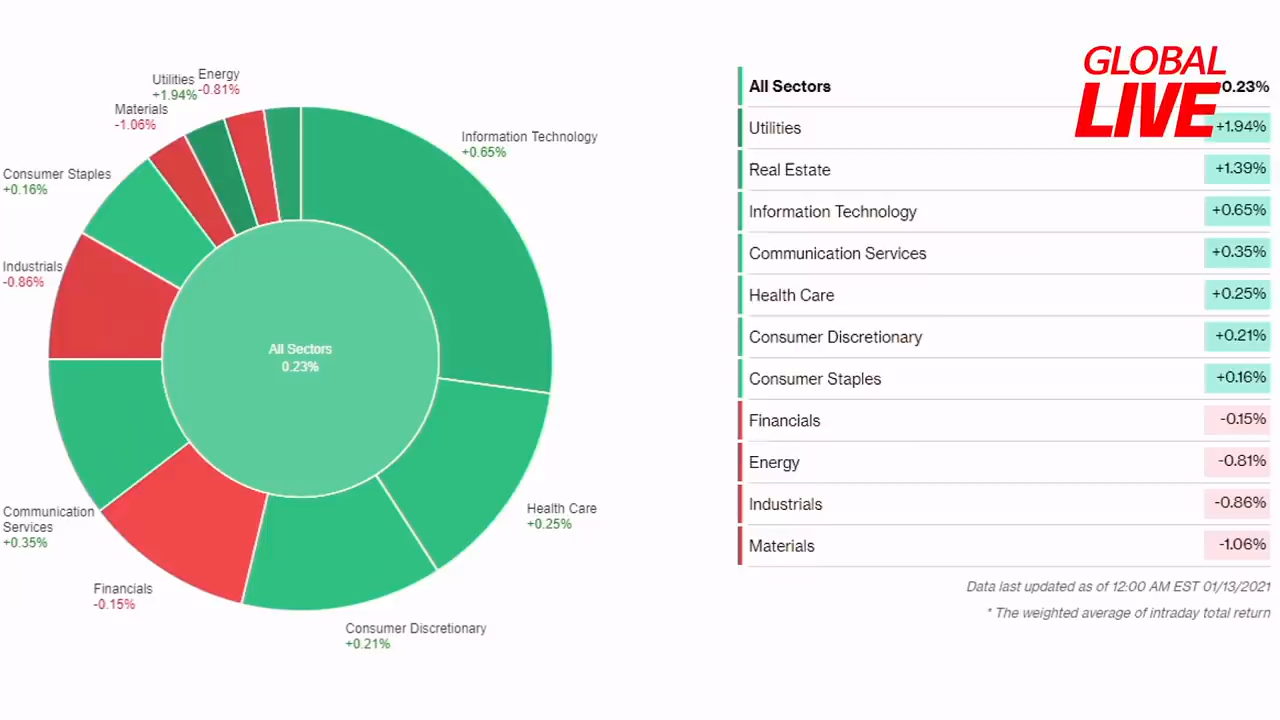 Utilities
+1.94%
Energy
-0.81%
Materials
-1.06%
Information Technology
+0.65%
Consumer Staples
+0.16%
Industrials
-0.86%
All Sectors
0.23%
Communication
Services
+0.35%
Health Care
+0.25%
Financials
-0.15%
Consumer Discretionary
+0.21%
GLOBAL
LIVE
All Sectors 0.23%
Utilities +1.94%
Real Estate +1.39%
Information Technology +0.65%
Communication Services +0.35%
Health Care +0.25%
Consumer Discretionary +0.21%
Consumer Staples +0.16%
Financials -0.15%
Energy -0.81%
Industrials -0.86%
Materials -1.06%
Data last updated as of 12:00 AM EST 01/13/2021
* The weighted average of intraday total return